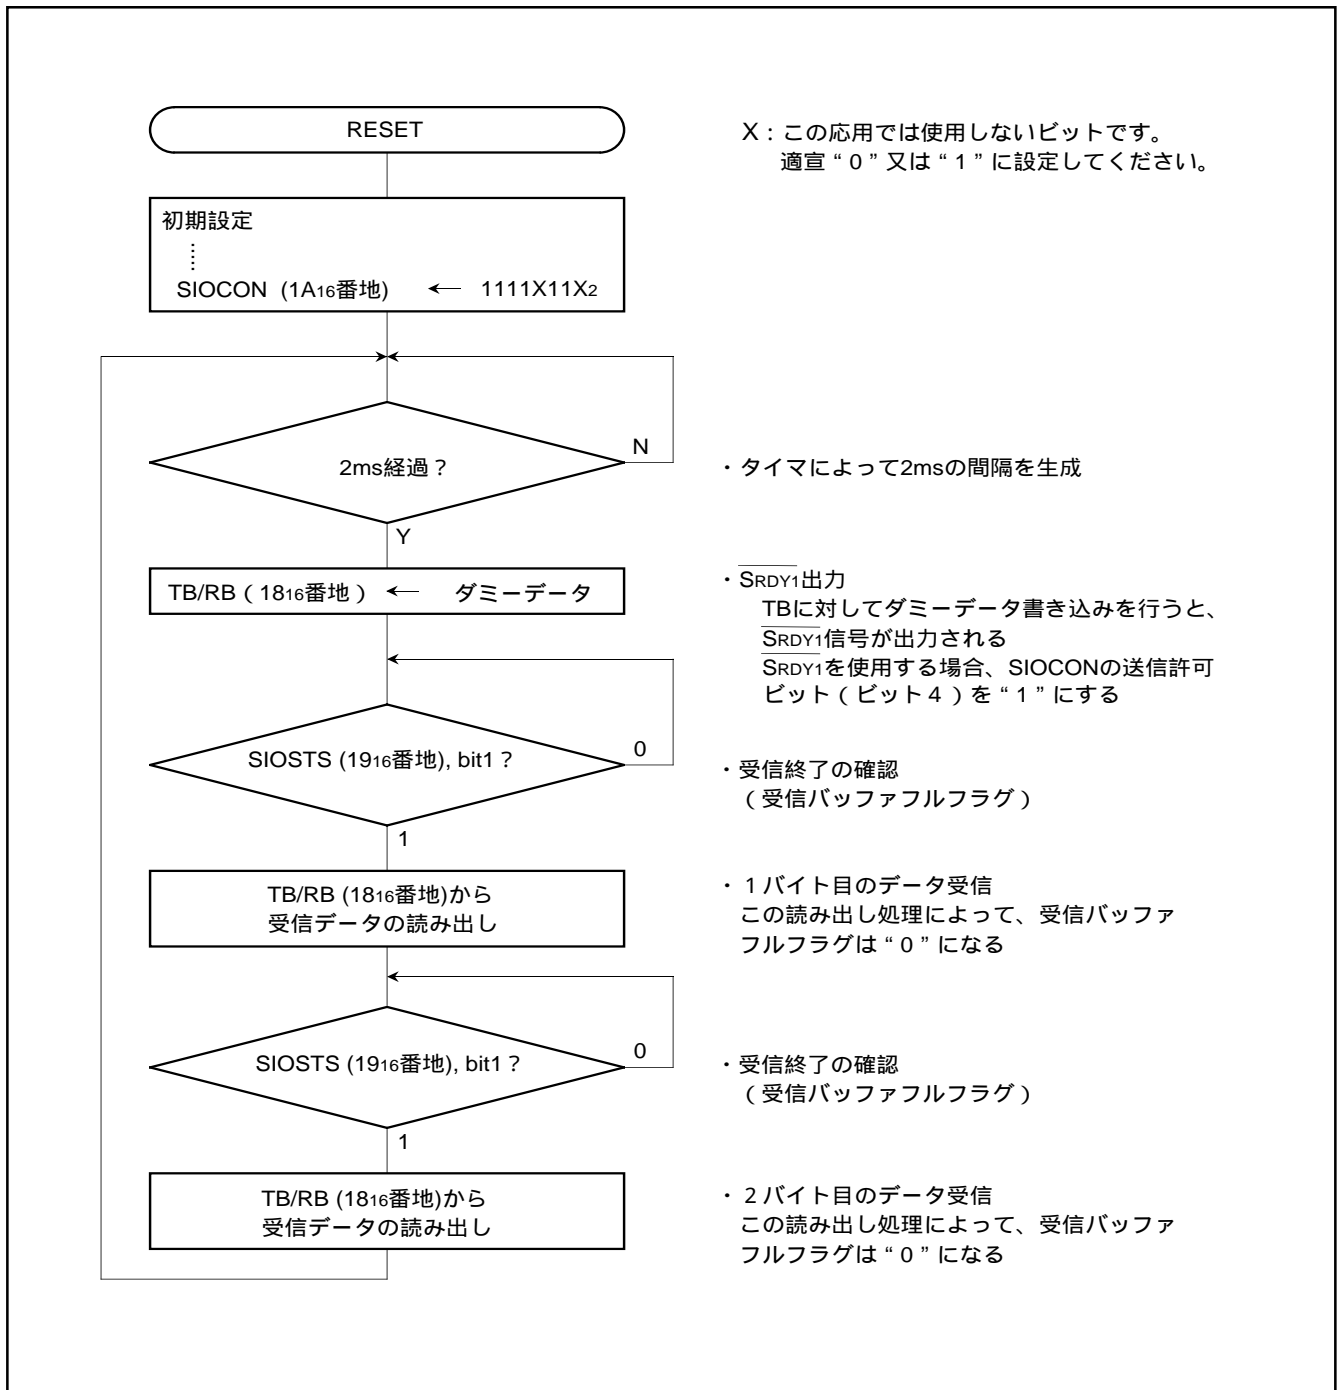 RESET
X：この応用では使用しないビットです。
適宣“０”又は“１”に設定してください。
初期設定
SIOCON (1A16番地) ← 1111X11X2
2ms経過？
N
・タイマによって2msの間隔を生成
Y
TB/RB（1816番地） ← ダミーデータ
・SRDY1出力
TBに対してダミーデータ書き込みを行うと、
SRDY1信号が出力される
SRDY1を使用する場合、SIOCONの送信許可
ビット（ビット４）を“１”にする
SIOSTS (1916番地), bit1？
0
・受信終了の確認
（受信バッファフルフラグ）
1
TB/RB (1816番地)から
受信データの読み出し
・１バイト目のデータ受信
この読み出し処理によって、受信バッファ
フルフラグは“０”になる
SIOSTS (1916番地), bit1？
0
・受信終了の確認
（受信バッファフルフラグ）
1
TB/RB (1816番地)から
受信データの読み出し
・２バイト目のデータ受信
この読み出し処理によって、受信バッファ
フルフラグは“０”になる